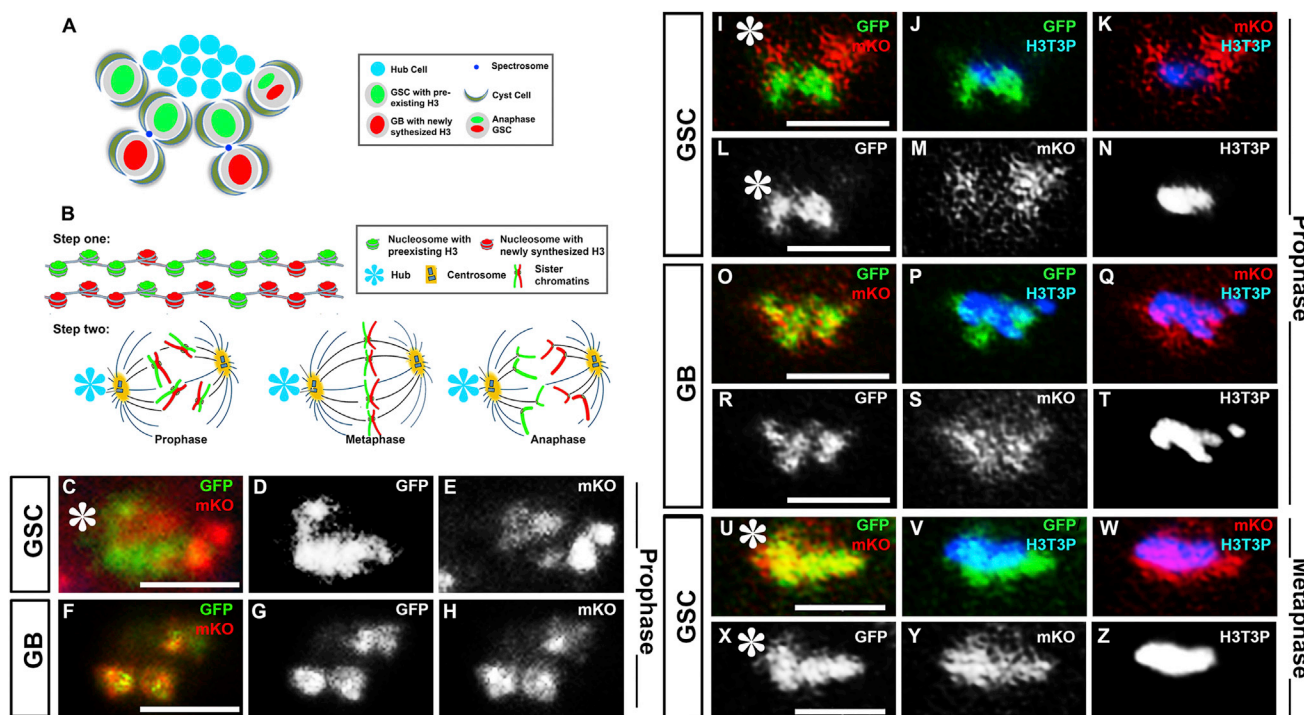 A
Hub Cell
Spectrosome
GSC with pre-
existing H3
Cyst Cell
GB with newly
sythesized H3
Anaphase
GSC
B
Step one:
Nucleosome with
preexisting H3
Nucleosome with
newly synthesized H3
Hub
Centrosome
Sister
chromatins
Step two:
Prophase
Metaphase
Anaphase
GSC
C
GFP
mKO
D
GFP
E
mKO
GB
F
GFP
mKO
G
GFP
H
mKO
Prophase
GSC
I
GFP
mKO
J
GFP
H3T3P
K
mKO
H3T3P
L
GFP
M
mKO
N
H3T3P
GB
O
GFP
mKO
P
GFP
H3T3P
Q
mKO
H3T3P
R
GFP
S
mKO
T
H3T3P
Prophase
GSC
U
GFP
mKO
V
GFP
H3T3P
W
mKO
H3T3P
X
GFP
Y
mKO
Z
H3T3P
Metaphase